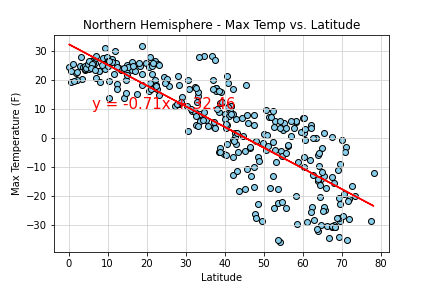 Northern Hemisphere - Max Temp vs. Latitude
Max Temperature (F)
30
20
10
0
−10
−20
−30
y = -0.71x + 32.46
0 10 20 30 40 50 60 70 80
Latitude